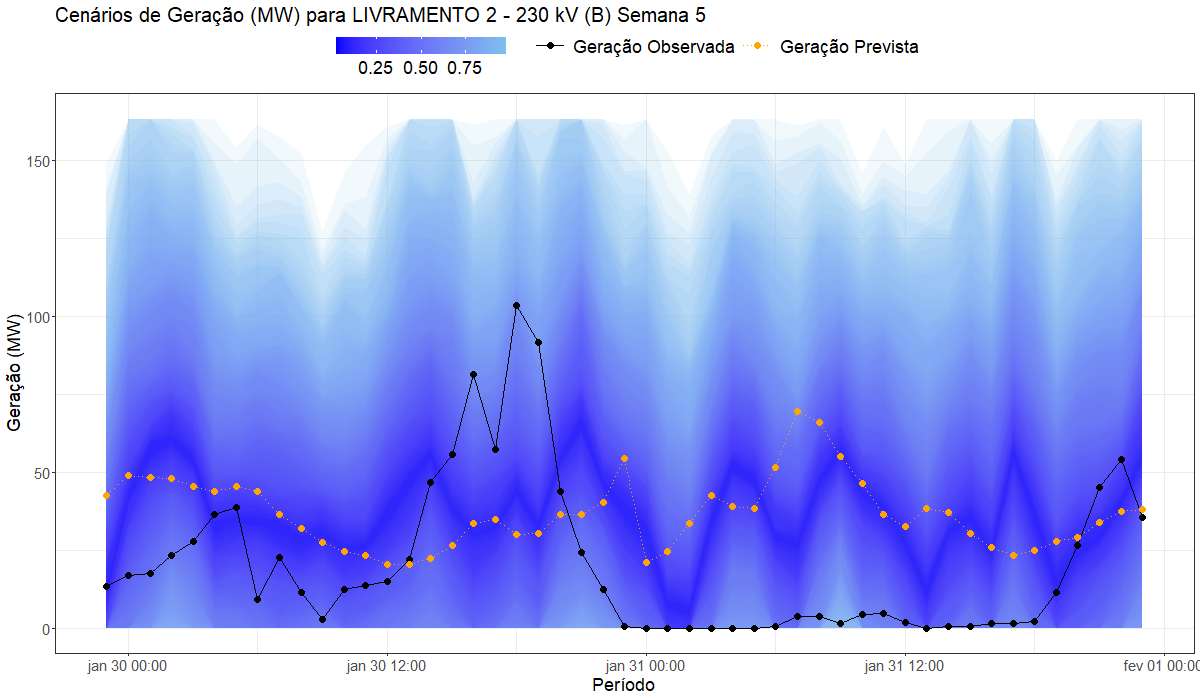 Cenários de Geração (MW) para LIVRAMENTO 2 - 230 kV (B) Semana 5
Geração Observada Geração Prevista
0.25 0.50 0.75
150
100
50
0
Geração (MW)
jan 30 00:00 jan 30 12:00 jan 31 00:00 jan 31 12:00 fev 01 00:00
Período